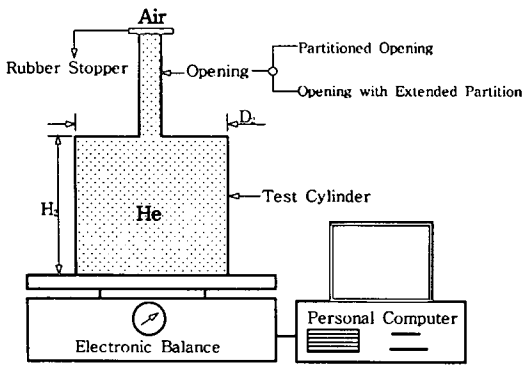 Air
Partitioned Opening
Rubber Stopper
Opening
Opening with Extended Partition
D₂
Test Cylinder
H₂
He
Personal Computer
Electronic Balance